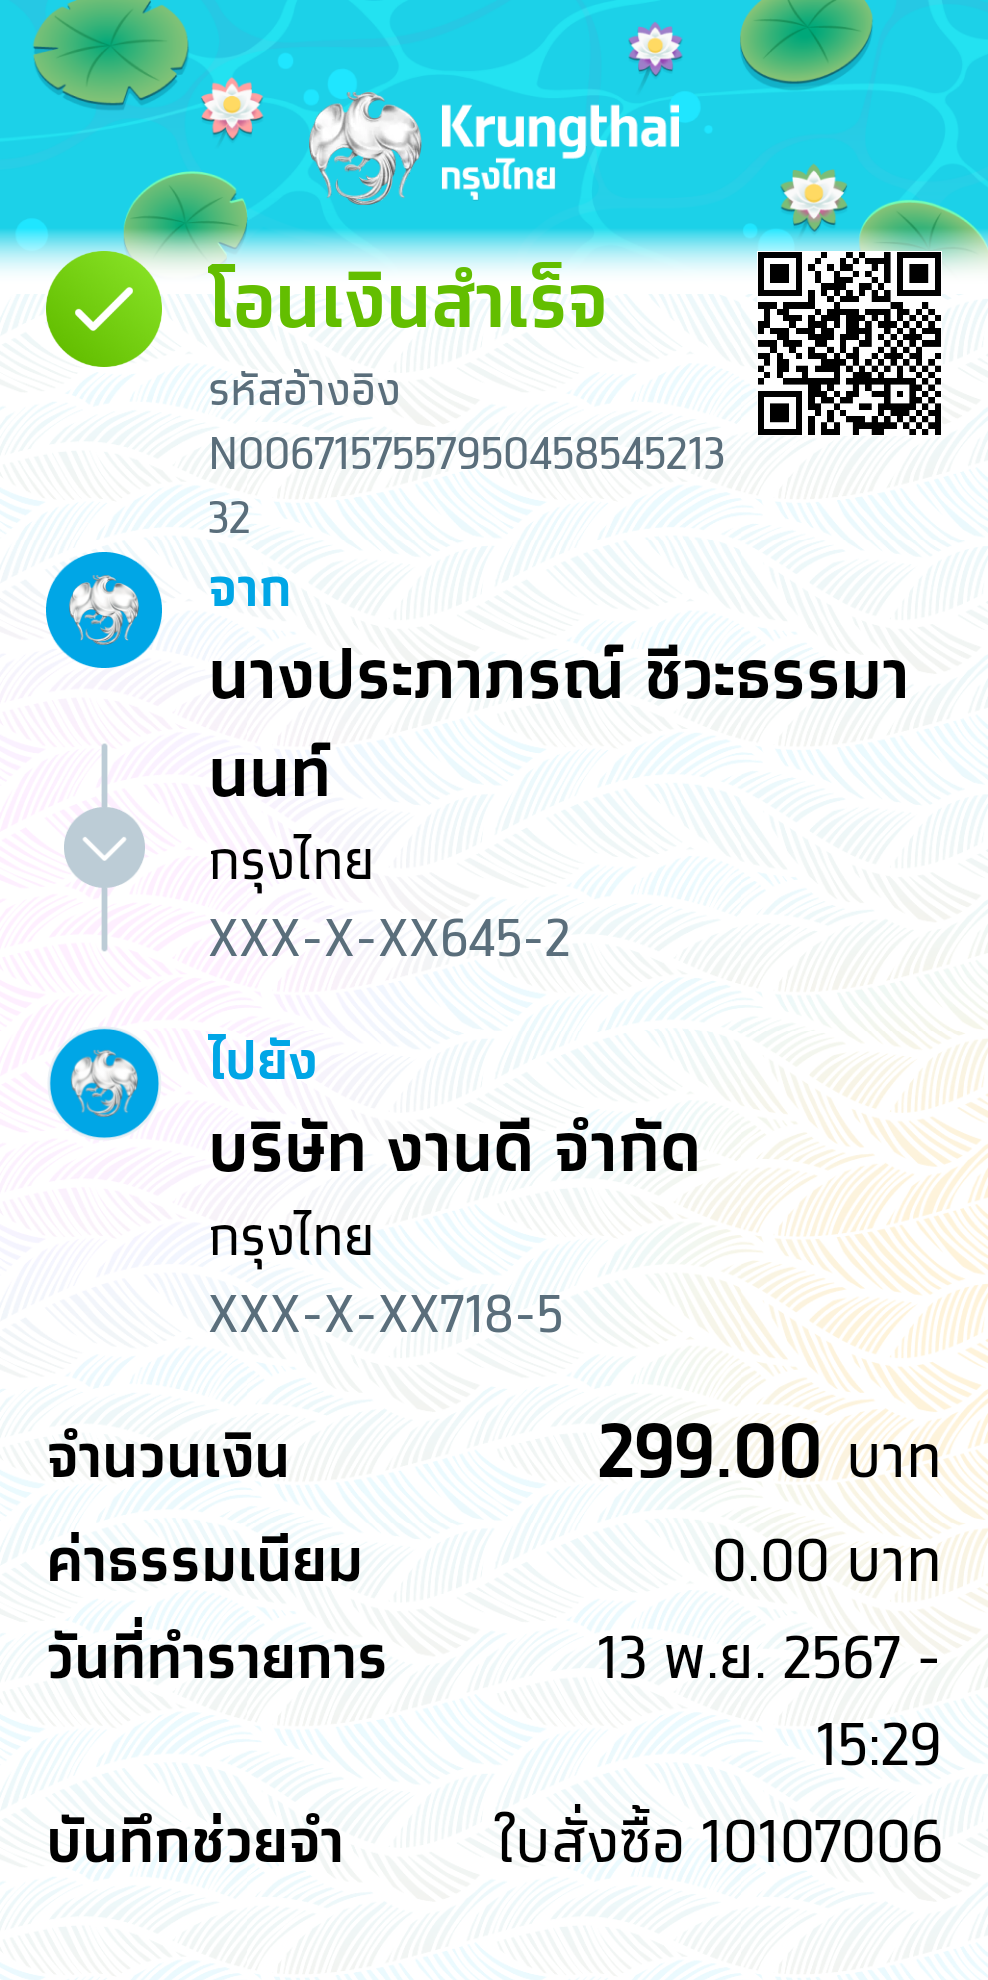 Krungthai
กรุงไทย
โอนเงินสำเร็จ
รหัสอ้างอิง
N0067157557950458545213
32
จาก
นางประภาภรณ์ ชีวะธรรมา
นนท์
กรุงไทย
XXX-X-XX645-2
ไปยัง
บริษัท งานดี จำกัด
กรุงไทย
XXX-X-XX718-5
จำนวนเงิน 299.00 บาท
ค่าธรรมเนียม 0.00 บาท
วันที่ทำรายการ 13 พ.ย. 2567 -
15:29
บันทึกช่วยจำ ใบสั่งซื้อ 10107006